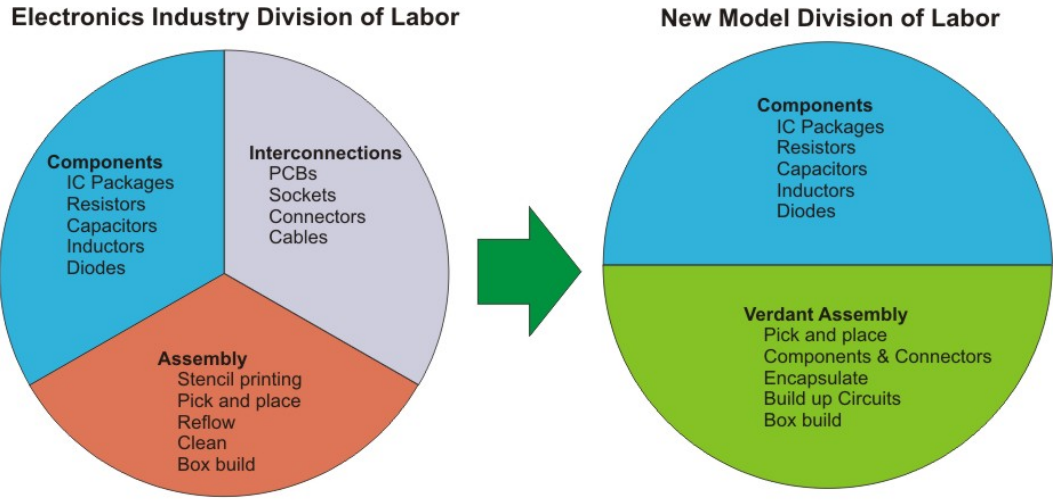 Electronics Industry Division of Labor
Components
IC Packages
Resistors
Capacitors
Inductors
Diodes
Interconnections
PCBs
Sockets
Connectors
Cables
Assembly
Stencil printing
Pick and place
Reflow
Clean
Box build
New Model Division of Labor
Components
IC Packages
Resistors
Capacitors
Inductors
Diodes
Verdant Assembly
Pick and place
Components & Connectors
Encapsulate
Build up Circuits
Box build